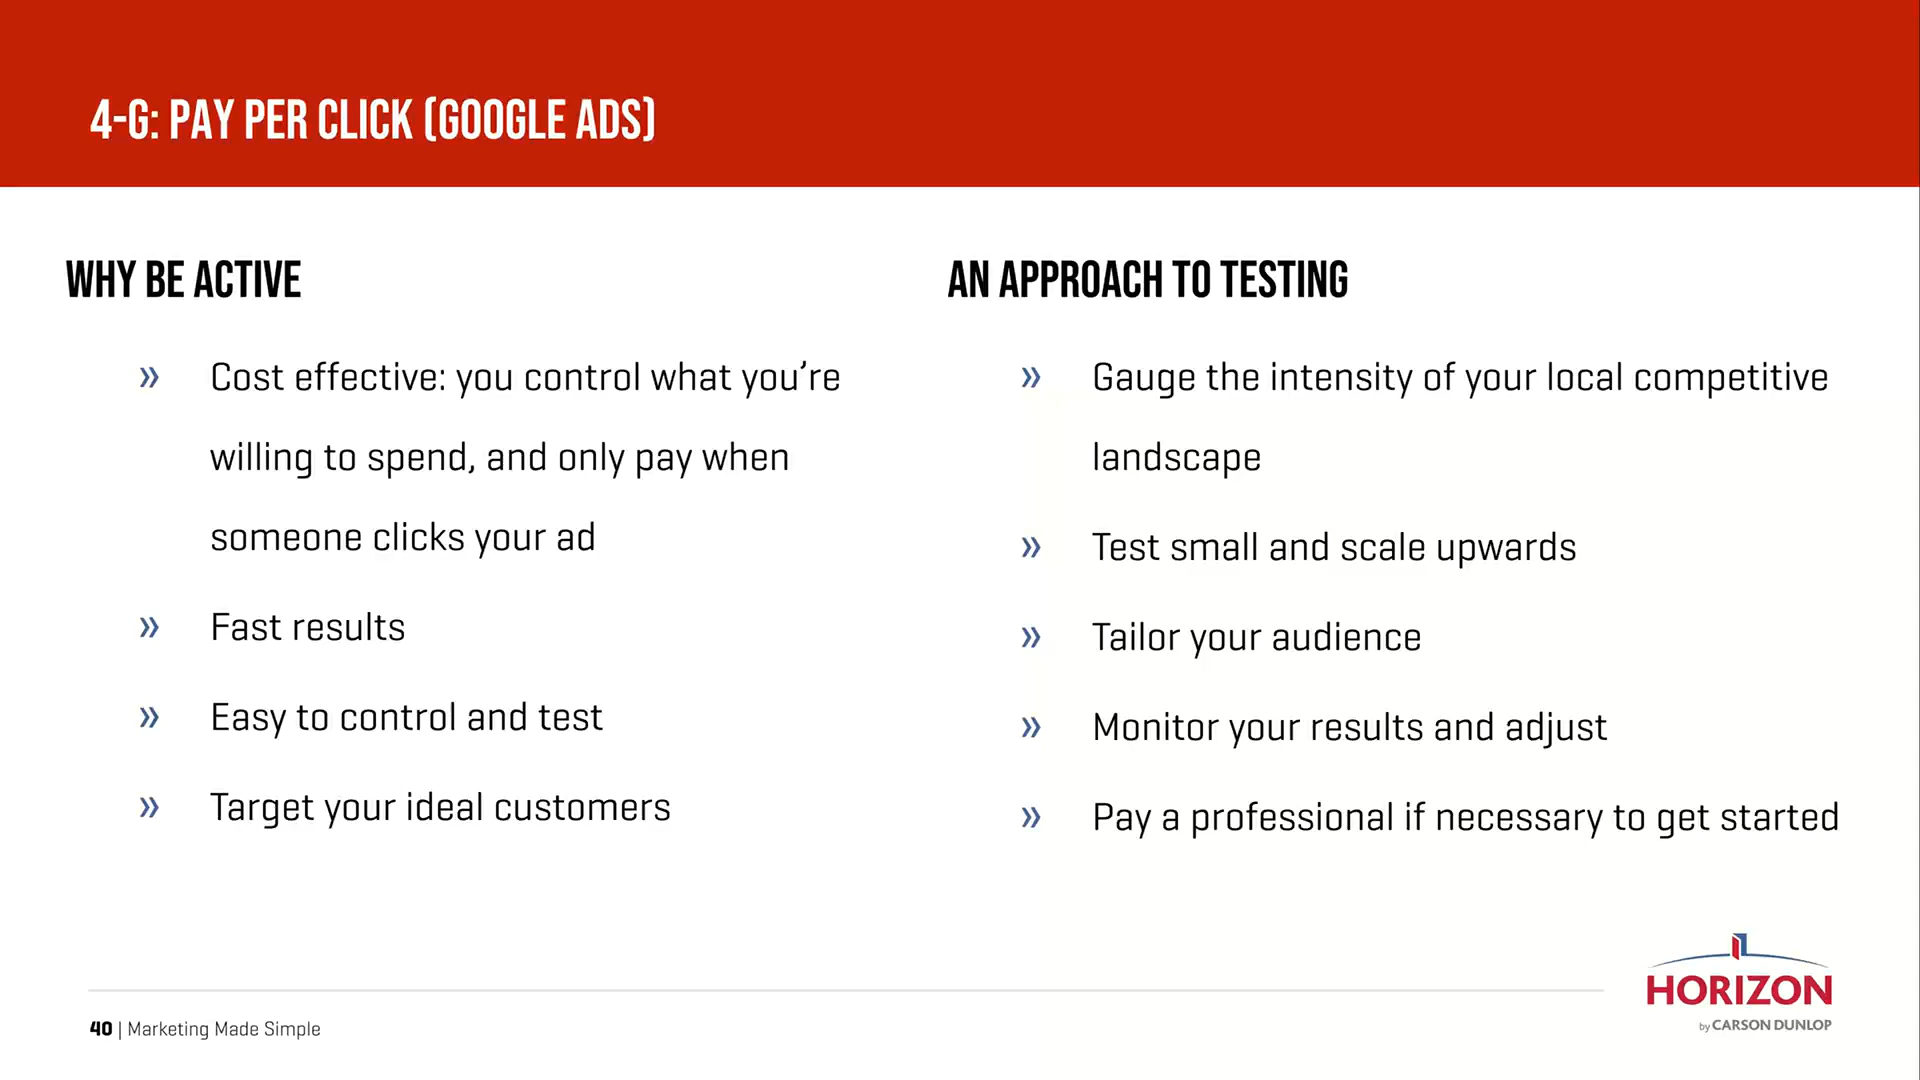 4-G: PAY PER CLICK (GOOGLE ADS)
WHY BE ACTIVE
» Cost effective: you control what you’re
willing to spend, and only pay when
someone clicks your ad
» Fast results
» Easy to control and test
» Target your ideal customers
AN APPROACH TO TESTING
» Gauge the intensity of your local competitive
landscape
» Test small and scale upwards
» Tailor your audience
» Monitor your results and adjust
» Pay a professional if necessary to get started
40 | Marketing Made Simple
HORIZON
by CARSON DUNLOP